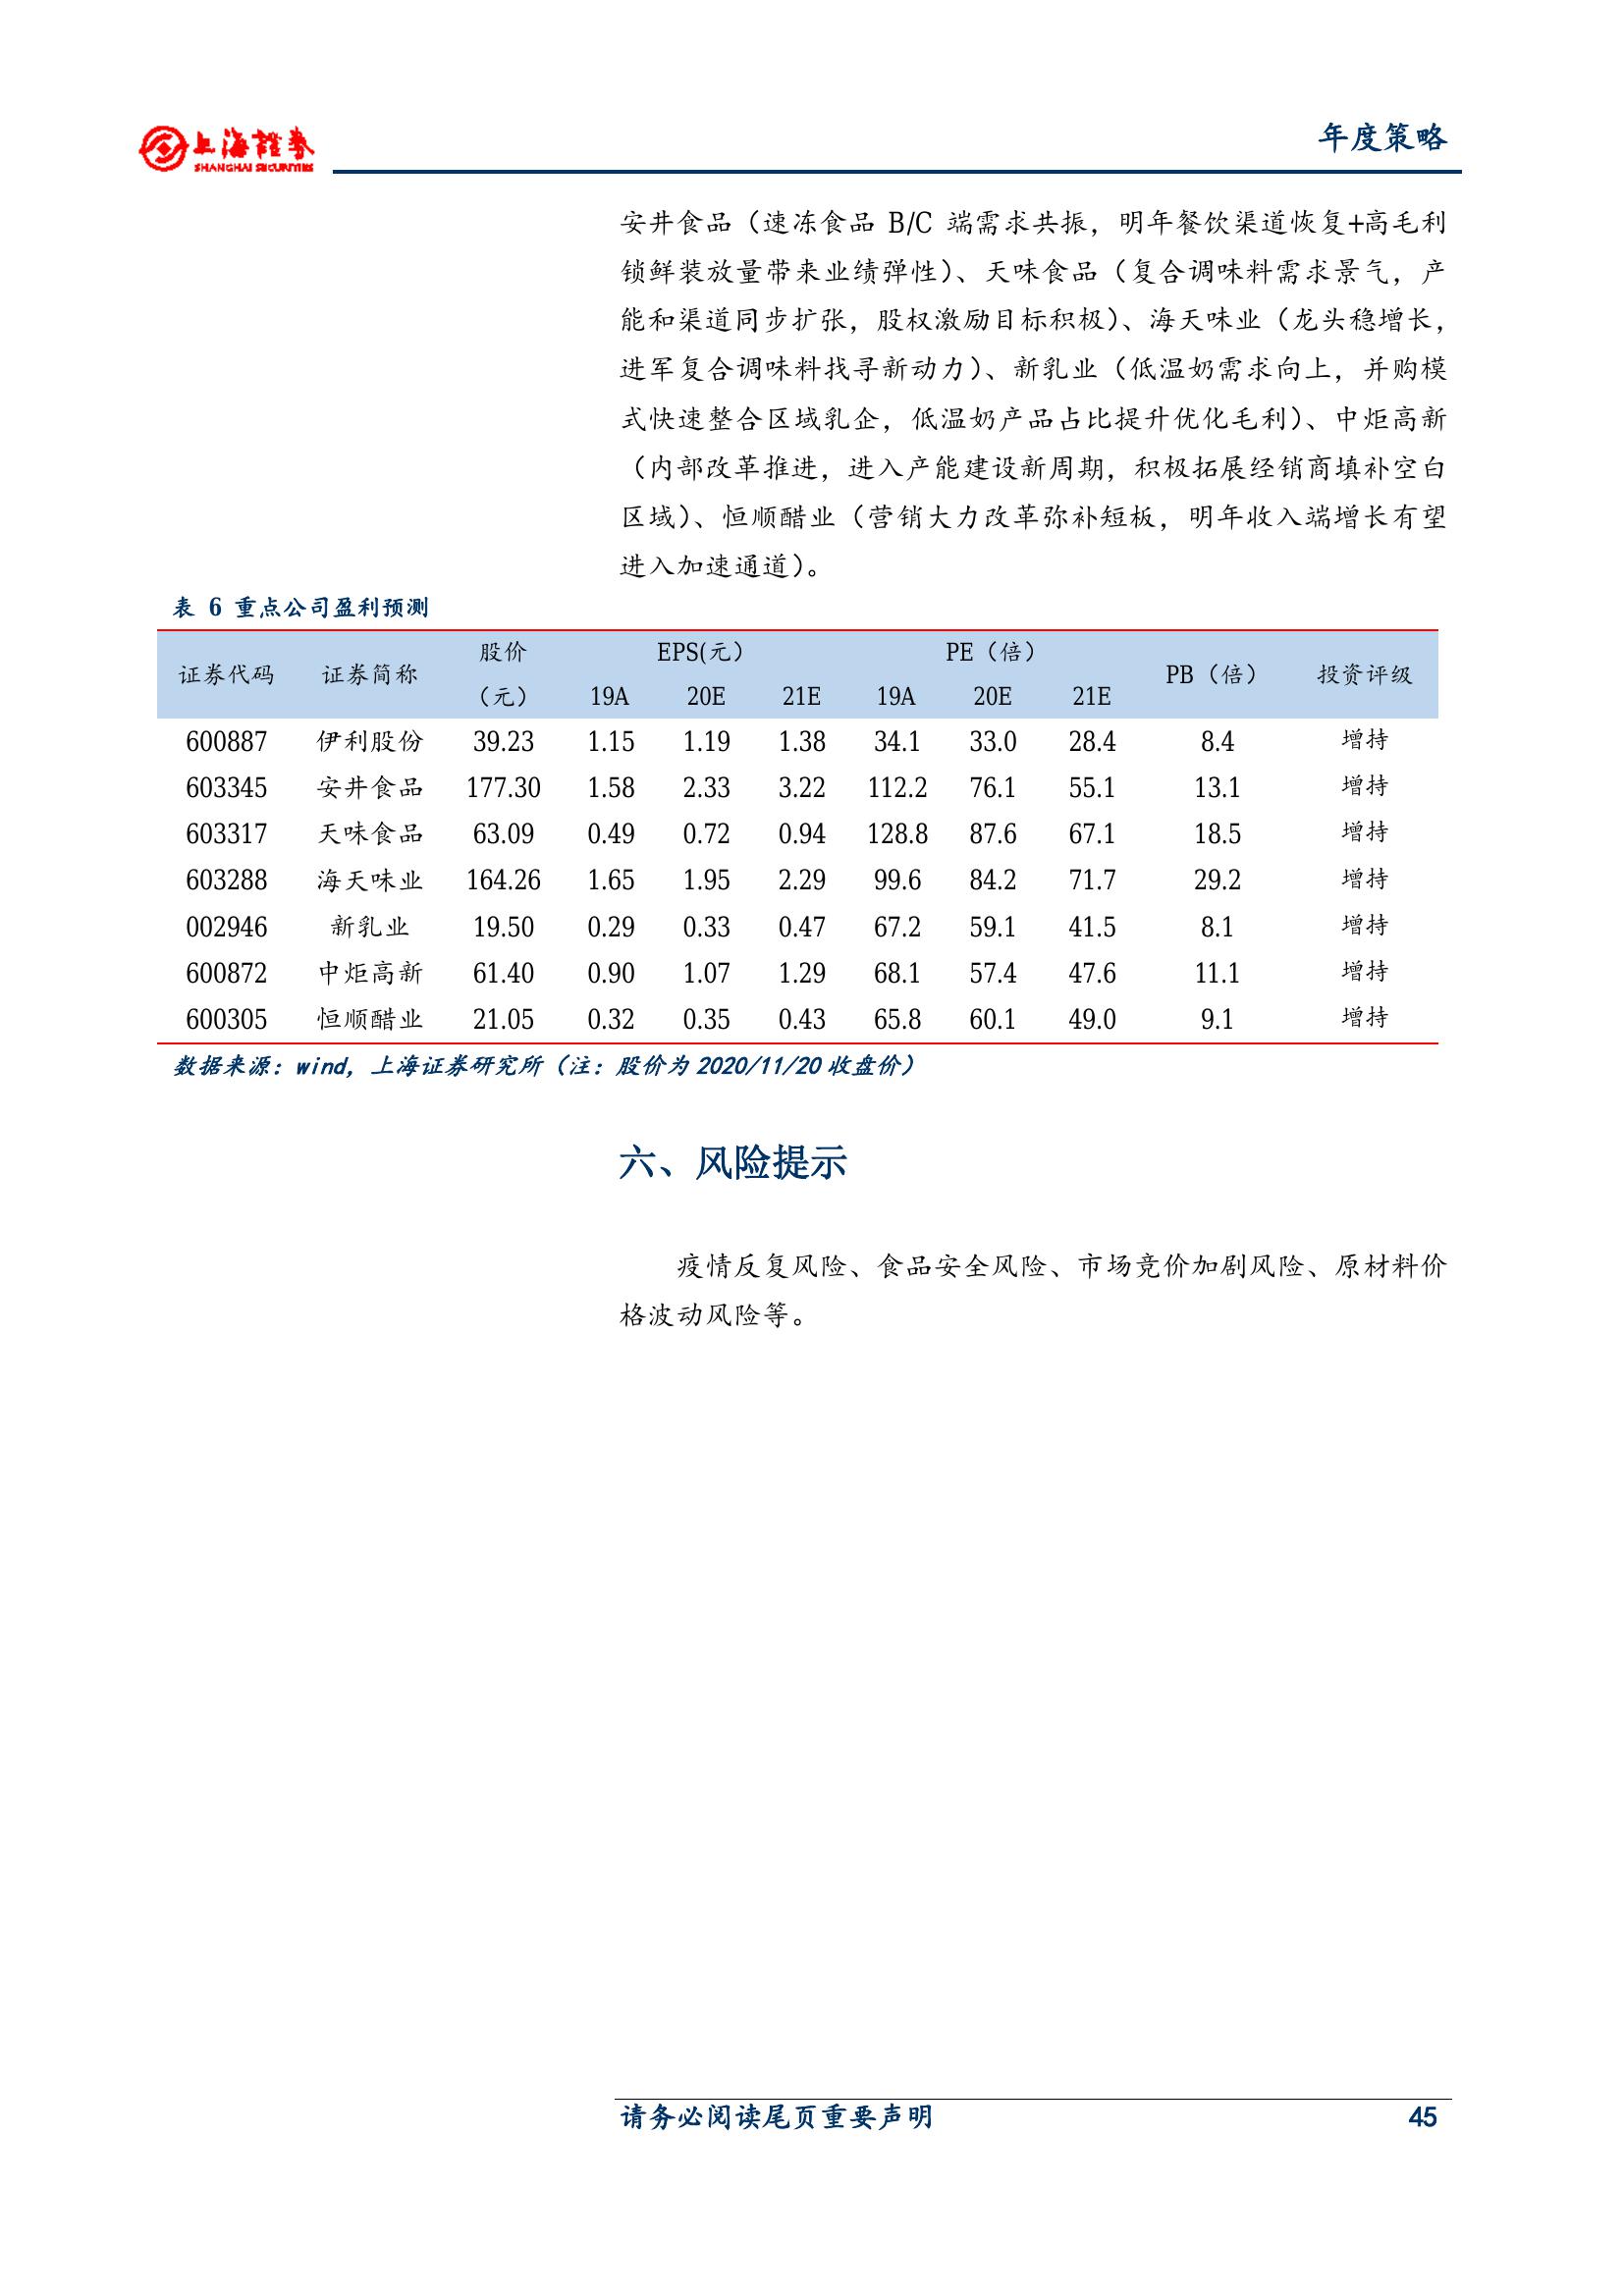 上海證券
SHANGHAI SECURITIES
年度策略
安井食品（速冻食品 B/C 端需求共振，明年餐饮渠道恢复+高毛利
锁鲜装放量带来业绩弹性）、天味食品（复合调味料需求景气，产
能和渠道同步扩张，股权激励目标积极）、海天味业（龙头稳增长，
进军复合调味料找寻新动力）、新乳业（低温奶需求向上，并购模
式快速整合区域乳企，低温奶产品占比提升优化毛利）、中炬高新
（内部改革推进，进入产能建设新周期，积极拓展经销商填补空白
区域）、恒顺醋业（营销大力改革弥补短板，明年收入端增长有望
进入加速通道）。
表 6 重点公司盈利预测
证券代码 证券简称 股价（元） EPS(元） PE（倍） PB（倍） 投资评级
19A 20E 21E 19A 20E 21E
600887 伊利股份 39.23 1.15 1.19 1.38 34.1 33.0 28.4 8.4 增持
603345 安井食品 177.30 1.58 2.33 3.22 112.2 76.1 55.1 13.1 增持
603317 天味食品 63.09 0.49 0.72 0.94 128.8 87.6 67.1 18.5 增持
603288 海天味业 164.26 1.65 1.95 2.29 99.6 84.2 71.7 29.2 增持
002946 新乳业 19.50 0.29 0.33 0.47 67.2 59.1 41.5 8.1 增持
600872 中炬高新 61.40 0.90 1.07 1.29 68.1 57.4 47.6 11.1 增持
600305 恒顺醋业 21.05 0.32 0.35 0.43 65.8 60.1 49.0 9.1 增持
数据来源：wind，上海证券研究所（注：股价为 2020/11/20 收盘价）
六、风险提示
疫情反复风险、食品安全风险、市场竞价加剧风险、原材料价
格波动风险等。
请务必阅读尾页重要声明 45